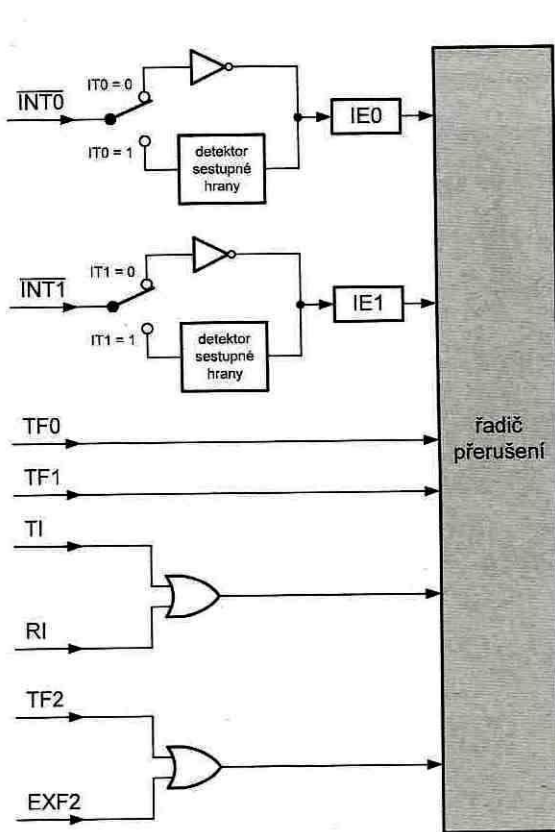 INT0
IT0 = 0
IT0 = 1
detektor
sestupné
hrany
IE0
INT1
IT1 = 0
IT1 = 1
detektor
sestupné
hrany
IE1
TF0
TF1
TI
RI
TF2
EXF2
řadič
přerušení